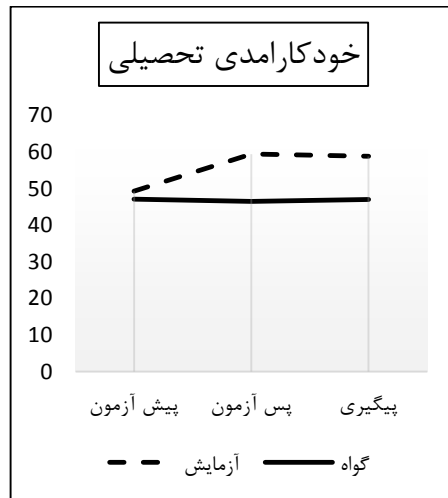 خودکارامدی تحصیلی
70
60
50
40
30
20
10
0
پیش آزمون
پس آزمون
پیگیری
آزمایش
گواه